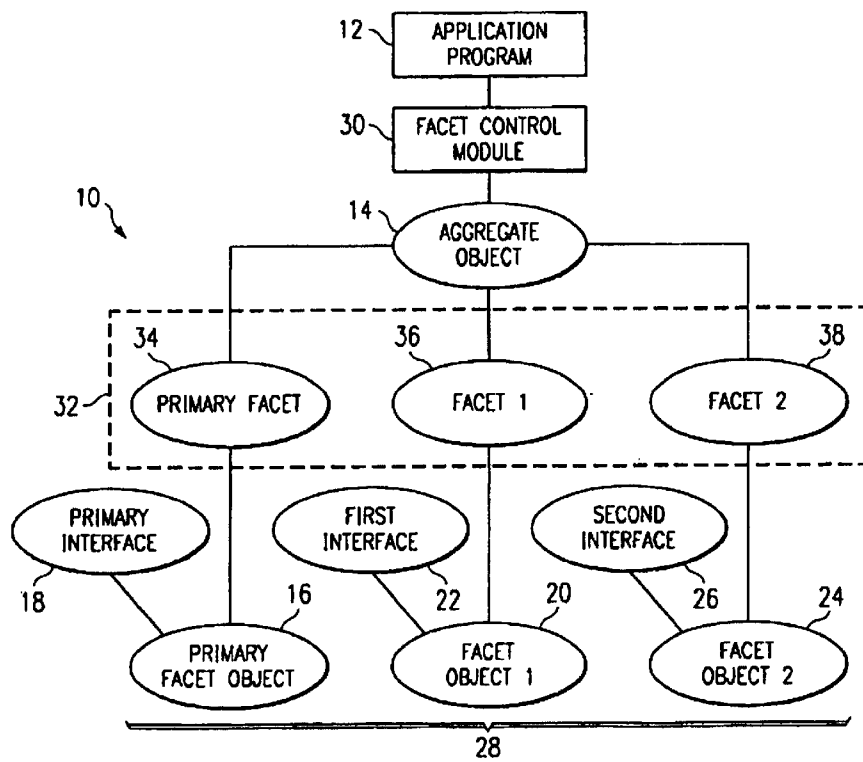 12
APPLICATION
PROGRAM
30
FACET CONTROL
MODULE
10
14
AGGREGATE
OBJECT
32
34
PRIMARY FACET
36
FACET 1
38
FACET 2
PRIMARY
INTERFACE
18
FIRST
INTERFACE
22
SECOND
INTERFACE
26
16
PRIMARY
FACET OBJECT
20
FACET
OBJECT 1
24
FACET
OBJECT 2
28